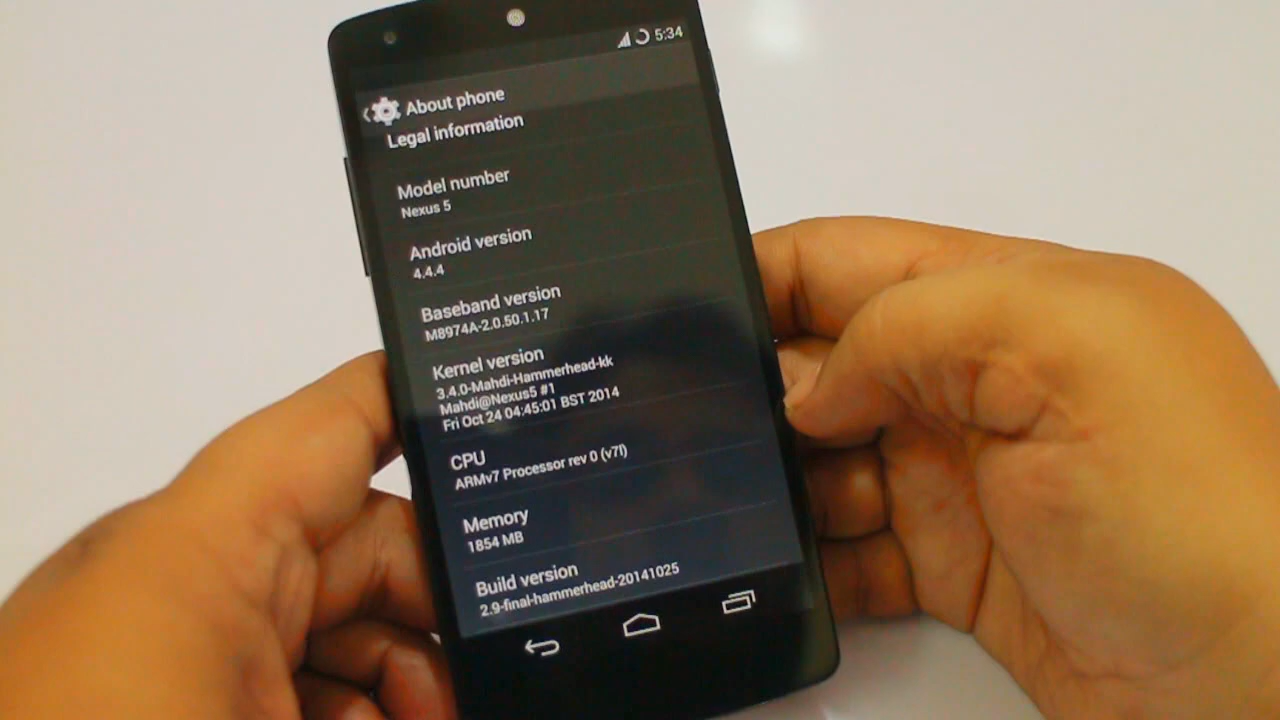 5:34
About phone
Legal information
Model number
Nexus 5
Android version
4.4.4
Baseband version
M8974A-2.0.50.1.17
Kernel version
3.4.0-Mahdi-Hammerhead-kk
Mahdi@Nexus5 #1
Fri Oct 24 04:45:01 BST 2014
CPU
ARMv7 Processor rev 0 (v7l)
Memory
1854 MB
Build version
2.9-final-hammerhead-20141025